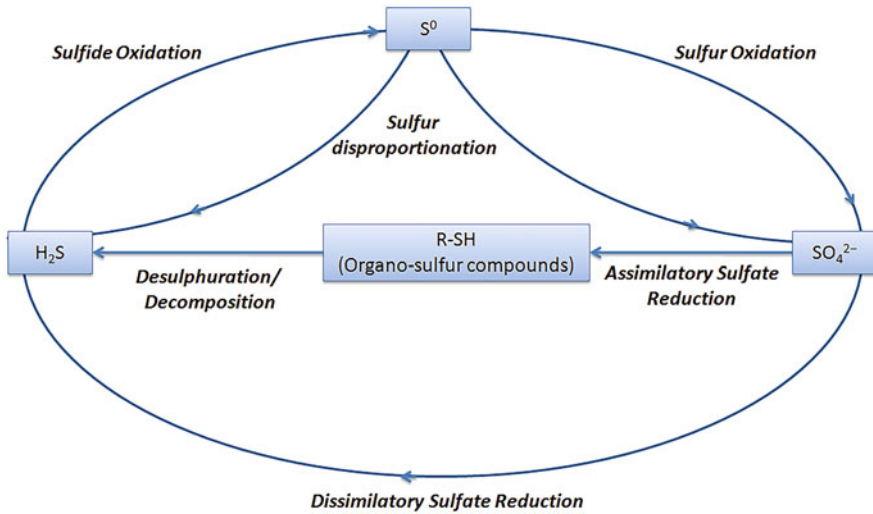 S⁰
Sulfide Oxidation
Sulfur Oxidation
Sulfur
disproportionation
H₂S
R-SH
(Organo-sulfur compounds)
SO₄²⁻
Desulphuration/
Decomposition
Assimilatory Sulfate
Reduction
Dissimilatory Sulfate Reduction